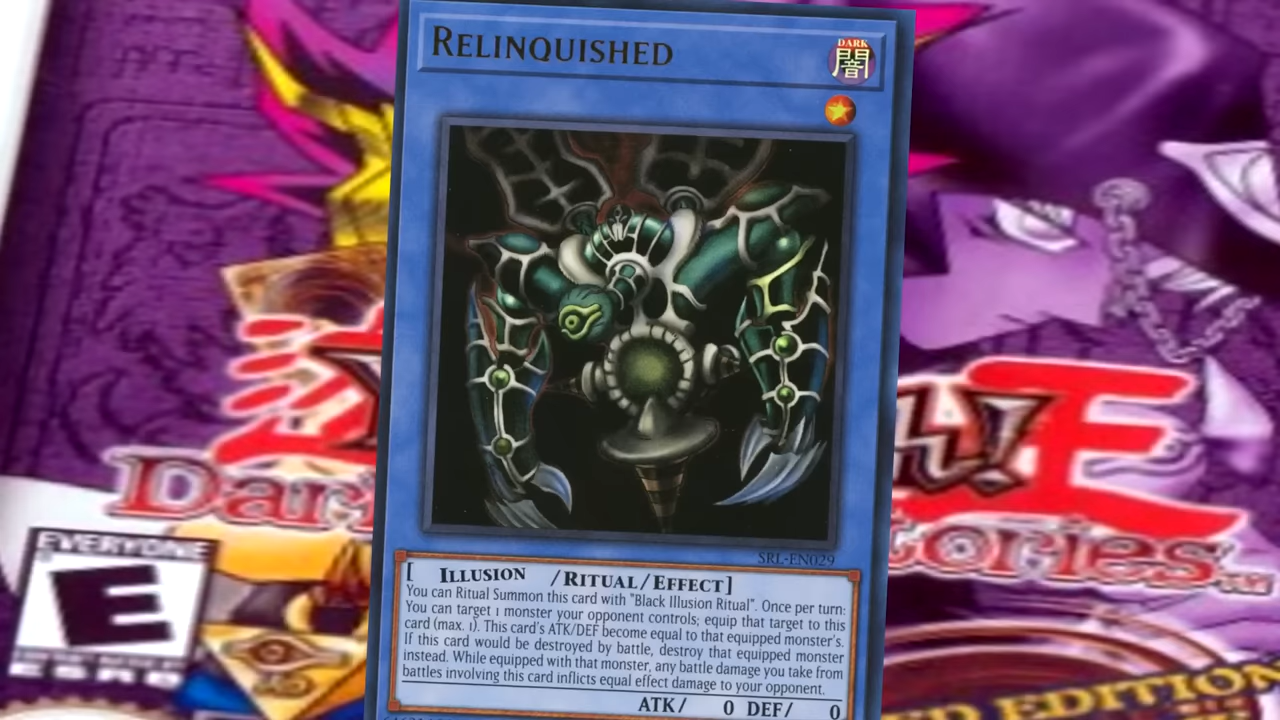 RELINQUISHED
DARK
闇
SRL-EN029
[ ILLUSION /RITUAL/EFFECT]
You can Ritual Summon this card with "Black Illusion Ritual". Once per turn:
You can target 1 monster your opponent controls; equip that target to this
card (max. 1). This card's ATK/DEF become equal to that equipped monster's.
If this card would be destroyed by battle, destroy that equipped monster
instead. While equipped with that monster, any battle damage you take from
battles involving this card inflicts equal effect damage to your opponent.
ATK/ 0 DEF/ 0
遊
王
h!
Dar
tories™
EVERYONE
E
ESRB
ED EDITION